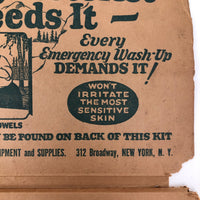 eeds It —
Every
Emergency Wash-Up
DEMANDS IT!
WON'T
IRRITATE
THE MOST
SENSITIVE
SKIN
OWELS
BE FOUND ON BACK OF THIS KIT
IPMENT AND SUPPLIES. 312 Broadway, NEW YORK, N. Y.